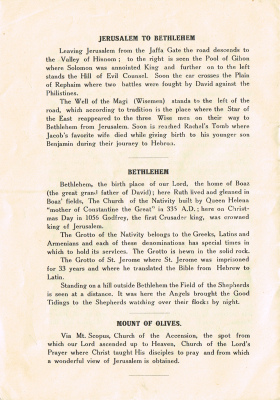 JERUSALEM TO BETHLEHEM
Leaving Jerusalem from the Jaffa Gate the road descends to
the Valley of Hinnom ; to the right is seen the Pool of Gihon
where Solomon was annointed King and further on to the left
stands the Hill of Evil Counsel. Soon the car crosses the Plain
of Rephaim where two battles were fought by David against the
Philistines.
The Well of the Magi (Wisemen) stands to the left of the
road, which according to tradition is the place where the Star
of the East reappeared to the three Wise men on their way to
Bethlehem from Jerusalem. Soon is reached Rachal's Tomb where
Jacob's favorite wife died while giving birth to his younger son
Benjamin during their journey to Hebron.
BETHLEHEM
Bethlehem, the birth place of our Lord, the home of Boaz
(the great grand father of David) ; here Ruth lived and gleaned in
Boaz' fields, The Church of the Nativity built by Queen Helena
"mother of Constantine the Great" in 335 A.D. ; here on Christ-
mas Day in 1056 Godfrey, the first Crusader king, was crowned
king of Jerusalem.
The Grotto of the Nativity belongs to the Greeks, Latins and
Armenians and each of these denominations has special times in
which to hold its services. The Grotto is hewn in the solid rock.
The Grotto of St. Jerome where St. Jerome was imprisoned
for 33 years and where he translated the Bible from Hebrew to
Latin.
Standing on a hill outside Bethlehem the Field of the Shepherds
is seen at a distance. It was here the Angels brought the Good
Tidings to the Shepherds watching over their flocks by night.
MOUNT OF OLIVES.
Via Mt. Scopus, Church of the Accension, the spot from
which our Lord ascended up to Heaven, Church of the Lord's
Prayer where Christ taught His disciples to pray and from which
a wonderful view of Jerusalem is obtained.